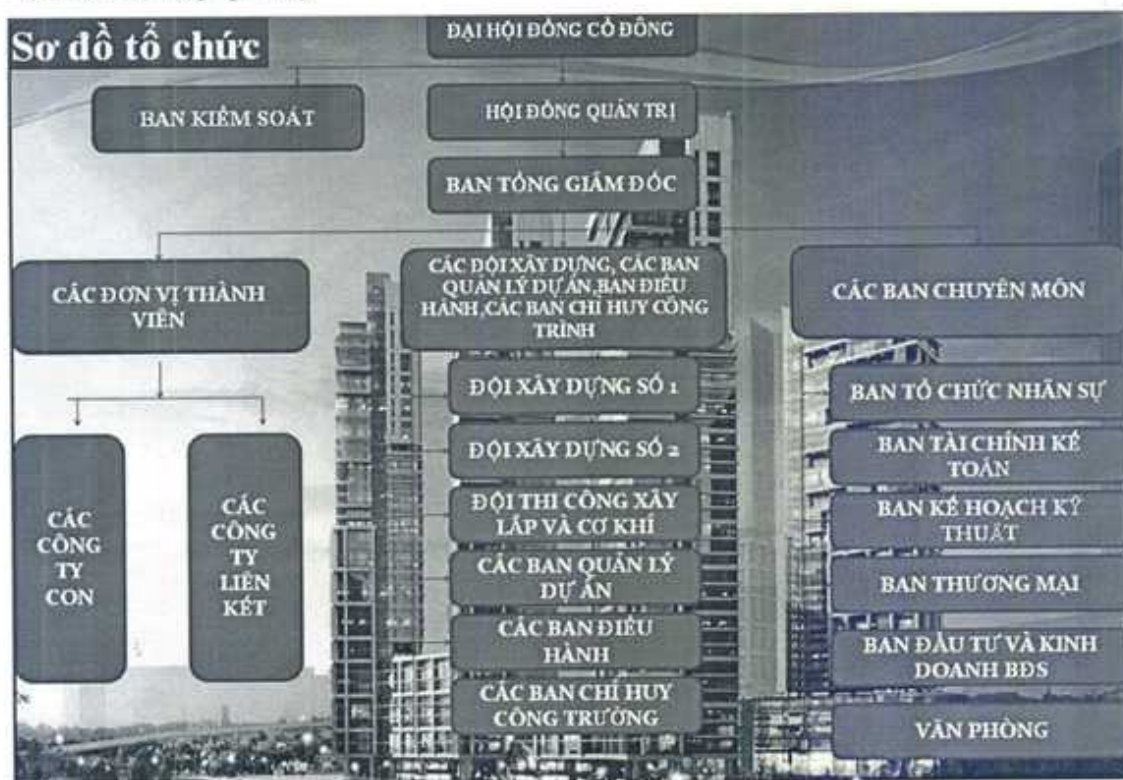 Sơ đồ tổ chức
ĐẠI HỘI ĐỒNG CỔ ĐÔNG
BAN KIỂM SOÁT
HỘI ĐỒNG QUẢN TRỊ
BAN TỔNG GIÁM ĐỐC
CÁC ĐƠN VỊ THÀNH
VIÊN
CÁC ĐỘI XÂY DỰNG, CÁC BAN
QUẢN LÝ DỰ ÁN,BAN ĐIỀU
HÀNH,CÁC BAN CHỈ HUY CÔNG
TRÌNH
CÁC BAN CHUYÊN MÔN
CÁC
CÔNG
TY
CON
CÁC
CÔNG
TY
LIÊN
KẾT
ĐỘI XÂY DỰNG SỐ 1
ĐỘI XÂY DỰNG SỐ 2
ĐỘI THI CÔNG XÂY
LẮP VÀ CƠ KHÍ
CÁC BAN QUẢN LÝ
DỰ ÁN
CÁC BAN ĐIỀU
HÀNH
CÁC BAN CHỈ HUY
CÔNG TRƯỜNG
BAN TỔ CHỨC NHÂN SỰ
BAN TÀI CHÍNH KẾ
TOÁN
BAN KẾ HOẠCH KỸ
THUẬT
BAN THƯƠNG MẠI
BAN ĐẦU TƯ VÀ KINH
DOANH BĐS
VĂN PHÒNG